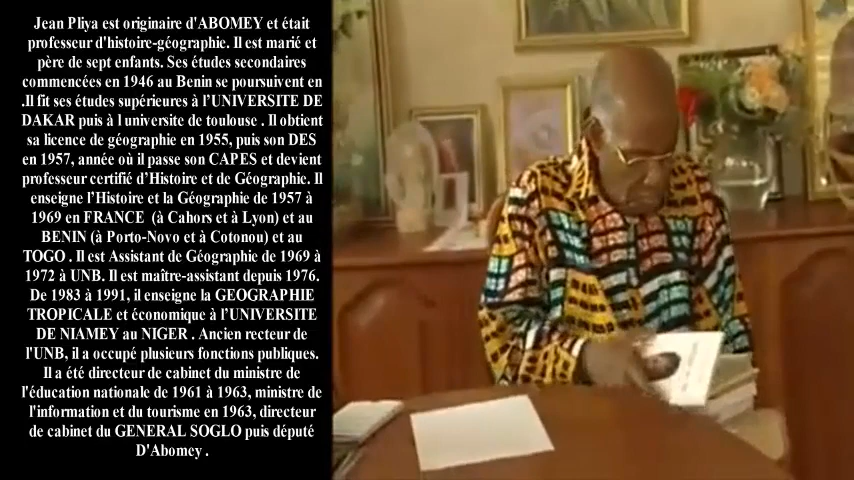 Jean Pliya est originaire d'ABOMEY et était
professeur d'histoire-géographie. Il est marié et
père de sept enfants. Ses études secondaires
commencées en 1946 au Benin se poursuivent en
.Il fit ses études supérieures à l'UNIVERSITE DE
DAKAR puis à l universite de toulouse . Il obtient
sa licence de géographie en 1955, puis son DES
en 1957, année où il passe son CAPES et devient
professeur certifié d'Histoire et de Géographie. Il
enseigne l'Histoire et la Géographie de 1957 à
1969 en FRANCE (à Cahors et à Lyon) et au
BENIN (à Porto-Novo et à Cotonou) et au
TOGO . Il est Assistant de Géographie de 1969 à
1972 à UNB. Il est maître-assistant depuis 1976.
De 1983 à 1991, il enseigne la GEOGRAPHIE
TROPICALE et économique à l'UNIVERSITE
DE NIAMEY au NIGER . Ancien recteur de
l'UNB, il a occupé plusieurs fonctions publiques.
Il a été directeur de cabinet du ministre de
l'éducation nationale de 1961 à 1963, ministre de
l'information et du tourisme en 1963, directeur
de cabinet du GENERAL SOGLO puis député
D'Abomey .